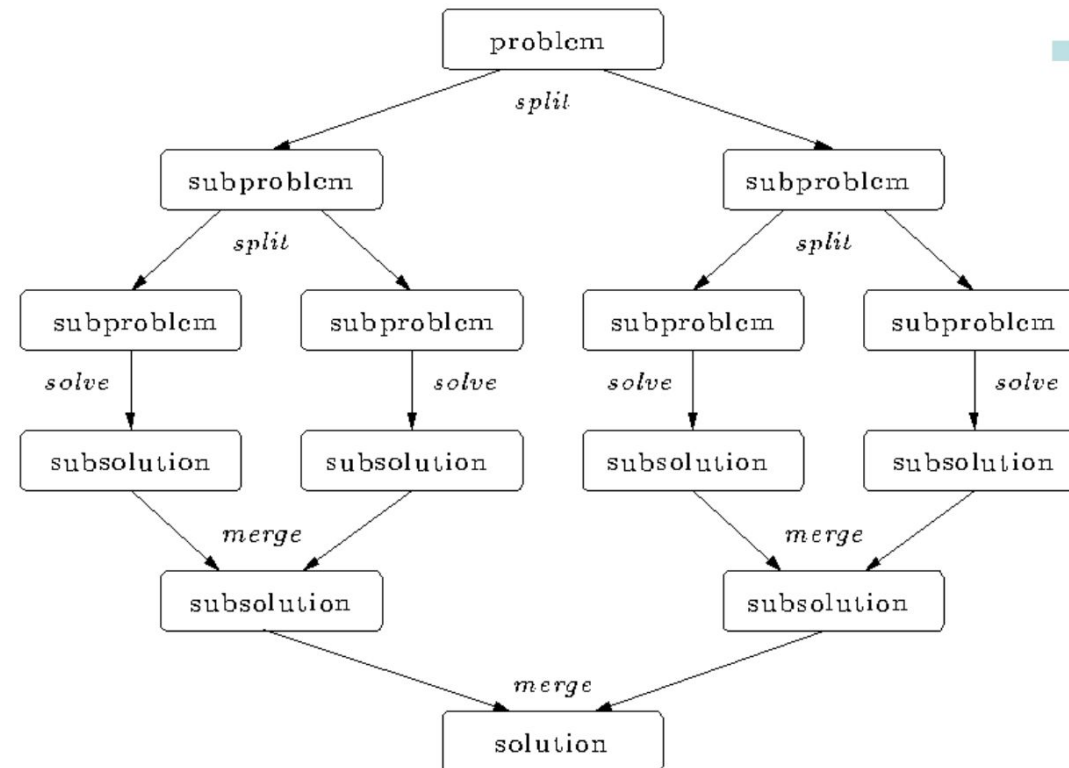 problem
split
subproblem subproblem
split split
subproblem subproblem subproblem subproblem
solve solve solve solve
subsolution subsolution subsolution subsolution
merge merge
subsolution subsolution
merge
solution